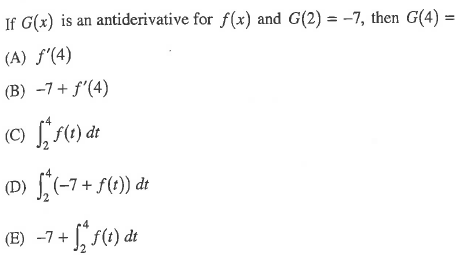 If G(x) is an antiderivative for f(x) and G(2) = −7, then G(4) =
(A) f′(4)
(B) −7 + f′(4)
(C) ∫₂⁴ f(t) dt
(D) ∫₂⁴ (−7 + f(t)) dt
(E) −7 + ∫₂⁴ f(t) dt